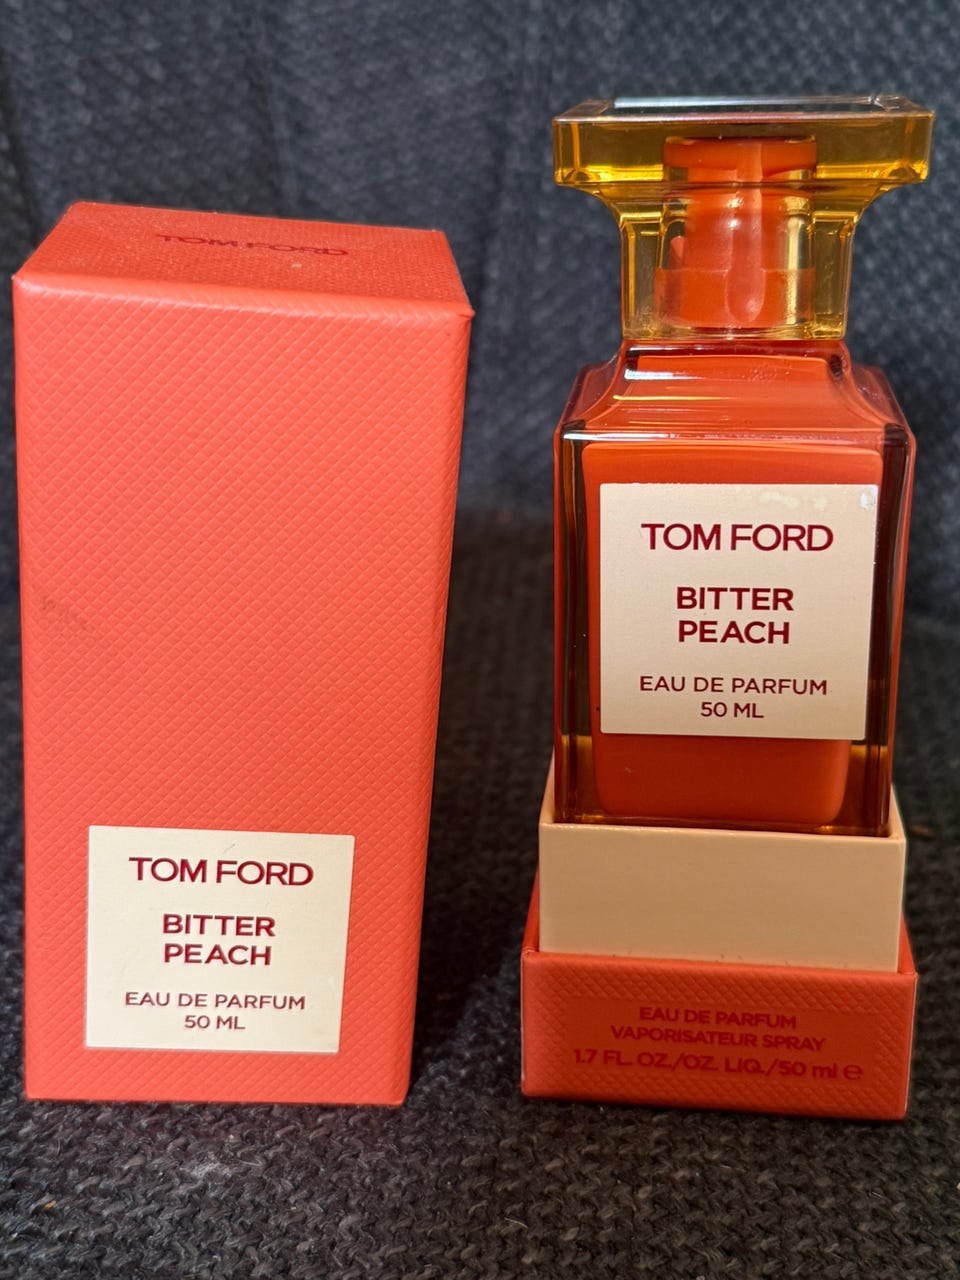 TOM FORD
TOM FORD
BITTER
PEACH
EAU DE PARFUM
50 ML
TOM FORD
BITTER
PEACH
EAU DE PARFUM
50 ML
EAU DE PARFUM
VAPORISATEUR SPRAY
1.7 FL. OZ./OZ. LIQ./50 ml ℮